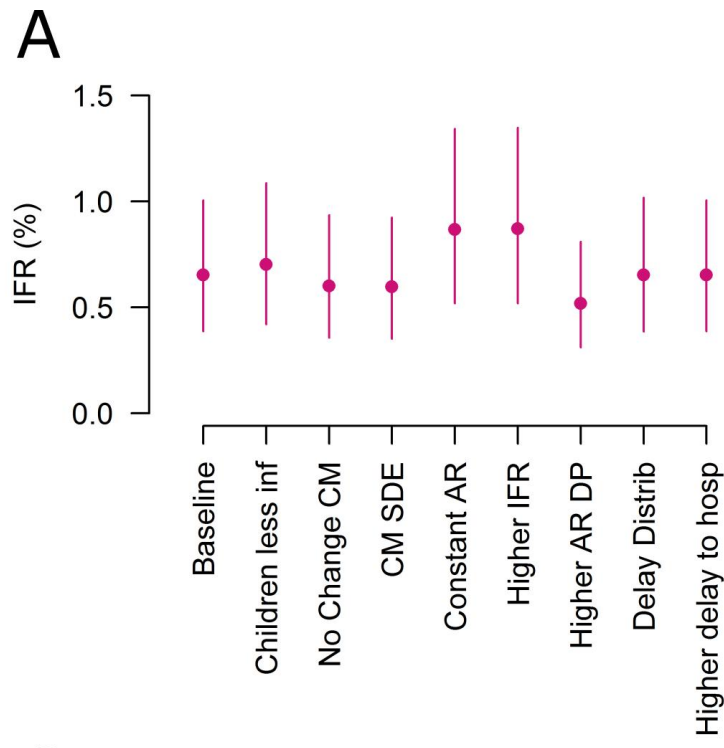 A
IFR (%)
1.5
1.0
0.5
0.0
Baseline
Children less inf
No Change CM
CM SDE
Constant AR
Higher IFR
Higher AR DP
Delay Distrib
Higher delay to hosp